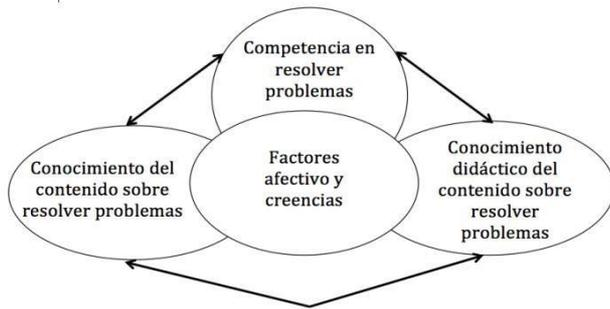 Competencia en
resolver
problemas
Conocimiento del
contenido sobre
resolver problemas
Factores
afectivo y
creencias
Conocimiento
didáctico del
contenido sobre
resolver
problemas